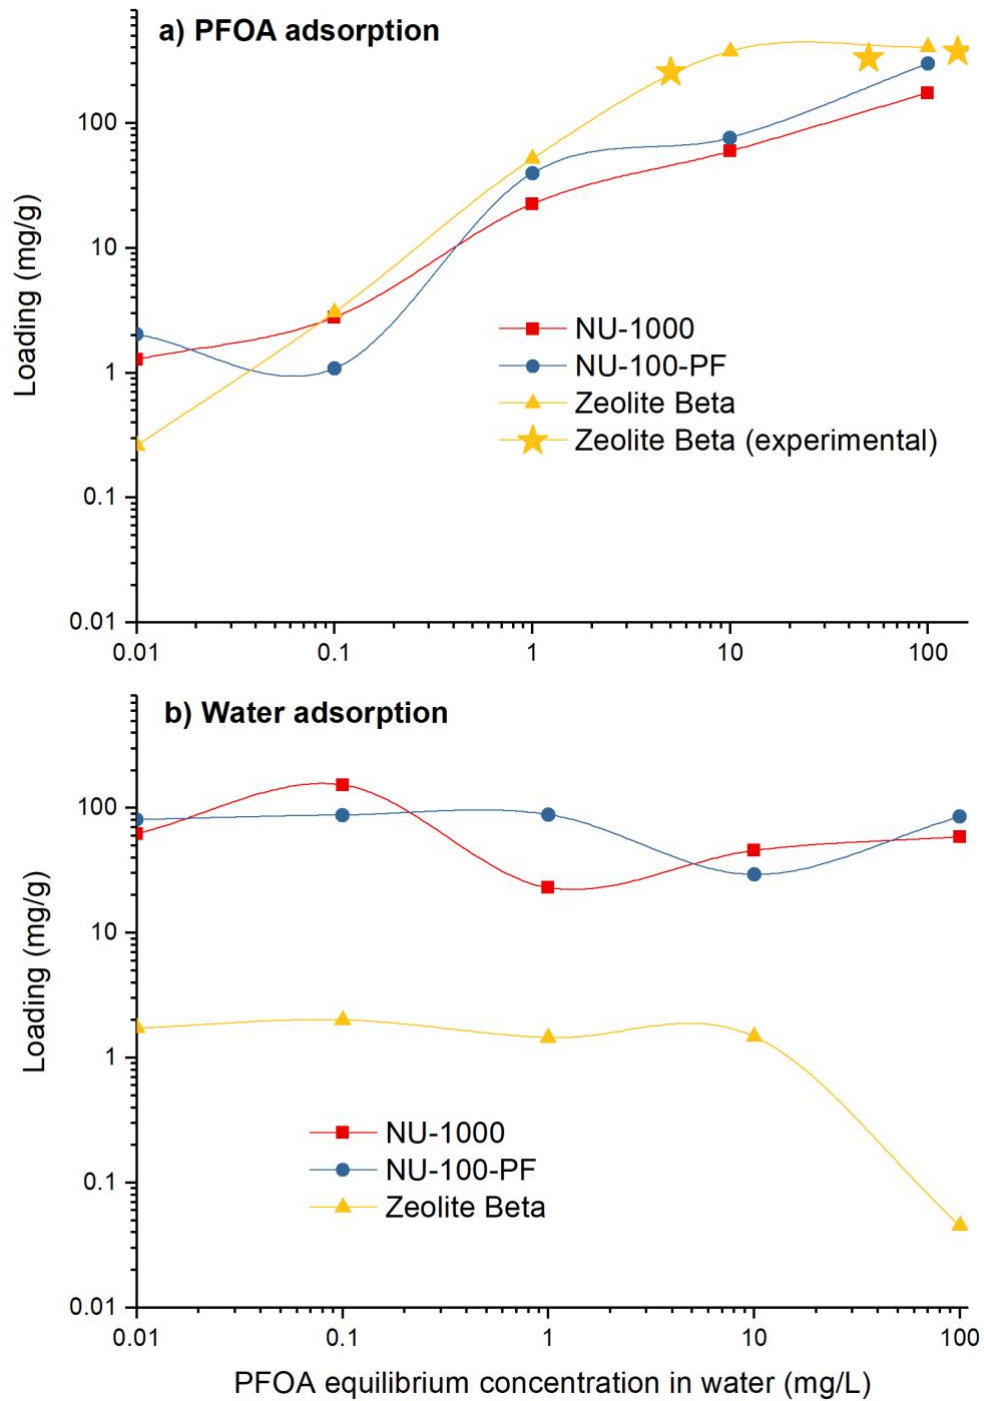 a) PFOA adsorption
100
10
1
0.1
0.01
Loading (mg/g)
NU-1000
NU-100-PF
Zeolite Beta
Zeolite Beta (experimental)
0.01 0.1 1 10 100
b) Water adsorption
100
10
1
0.1
0.01
Loading (mg/g)
NU-1000
NU-100-PF
Zeolite Beta
0.01 0.1 1 10 100
PFOA equilibrium concentration in water (mg/L)